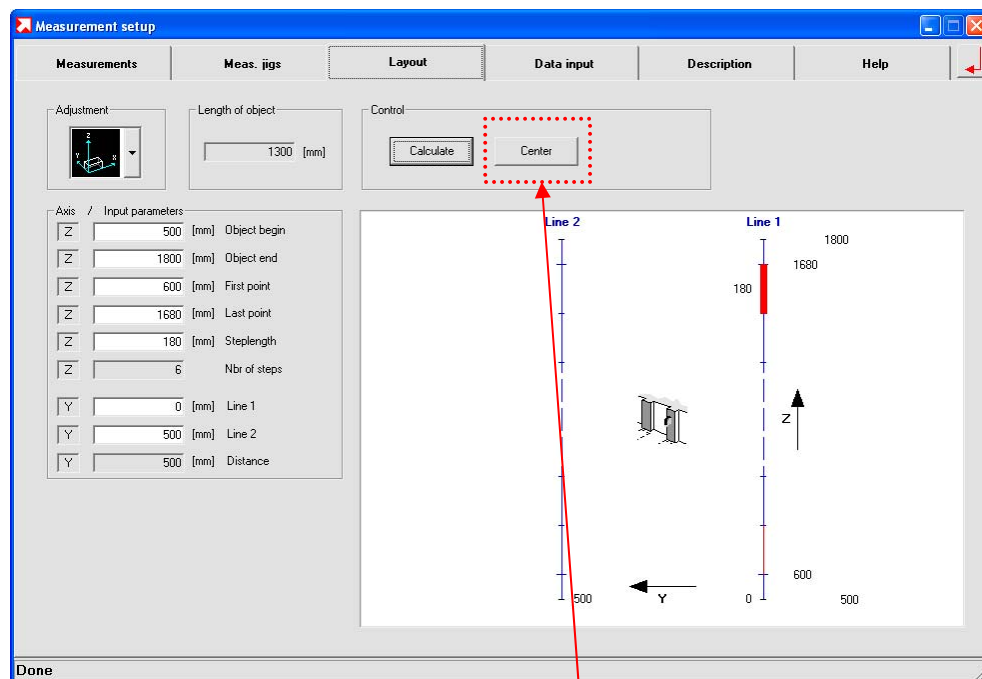 Measurement setup
Measurements Meas. jigs Layout Data input Description Help
Adjustment Length of object Control
Z
Y X
1300 [mm]
Calculate Center
Axis / Input parameters
Z 500 [mm] Object begin
Z 1800 [mm] Object end
Z 600 [mm] First point
Z 1680 [mm] Last point
Z 180 [mm] Steplength
Z 6 Nbr of steps
Y 0 [mm] Line 1
Y 500 [mm] Line 2
Y 500 [mm] Distance
Line 2 Line 1
1800
1680
180
Z
600
500 Y 0 500
Done